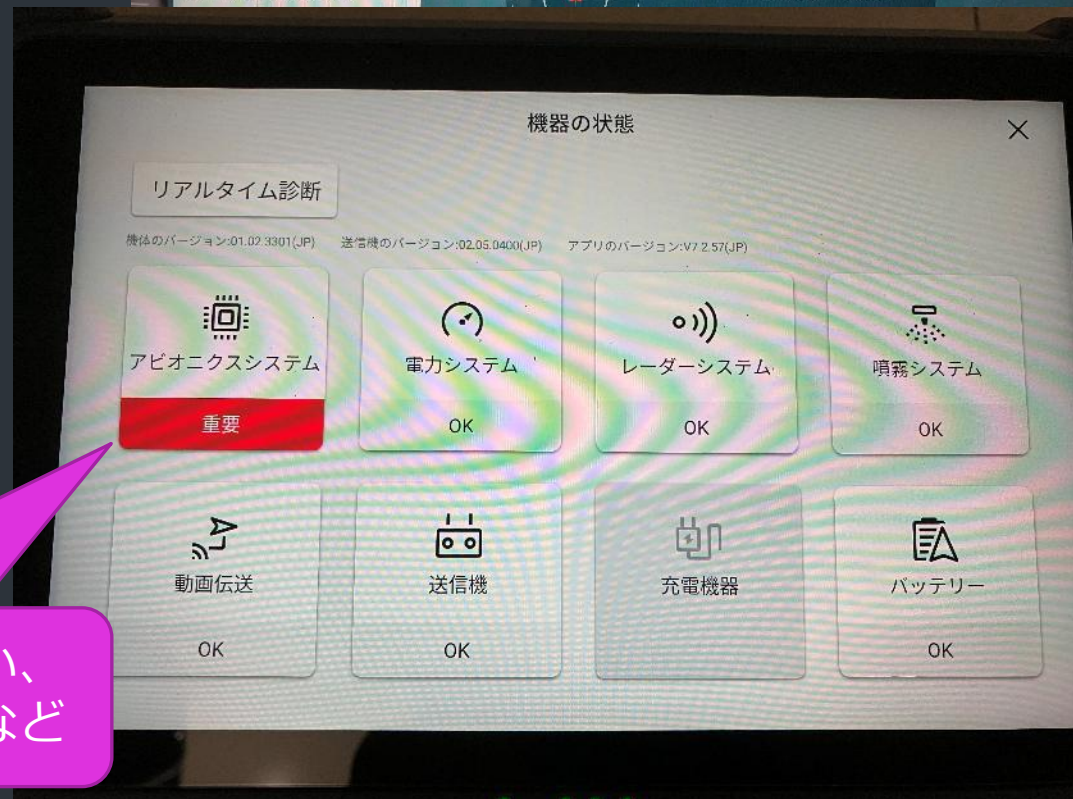 機器の状態
リアルタイム診断
機体のバージョン:01.02.3301(JP) 送信機のバージョン:02.05.0400(JP) アプリのバージョン:V7.2.57(JP)
アビオニクスシステム
重要
電力システム
OK
レーダーシステム
OK
噴霧システム
OK
動画伝送
OK
送信機
OK
充電機器
バッテリー
OK
い、
など